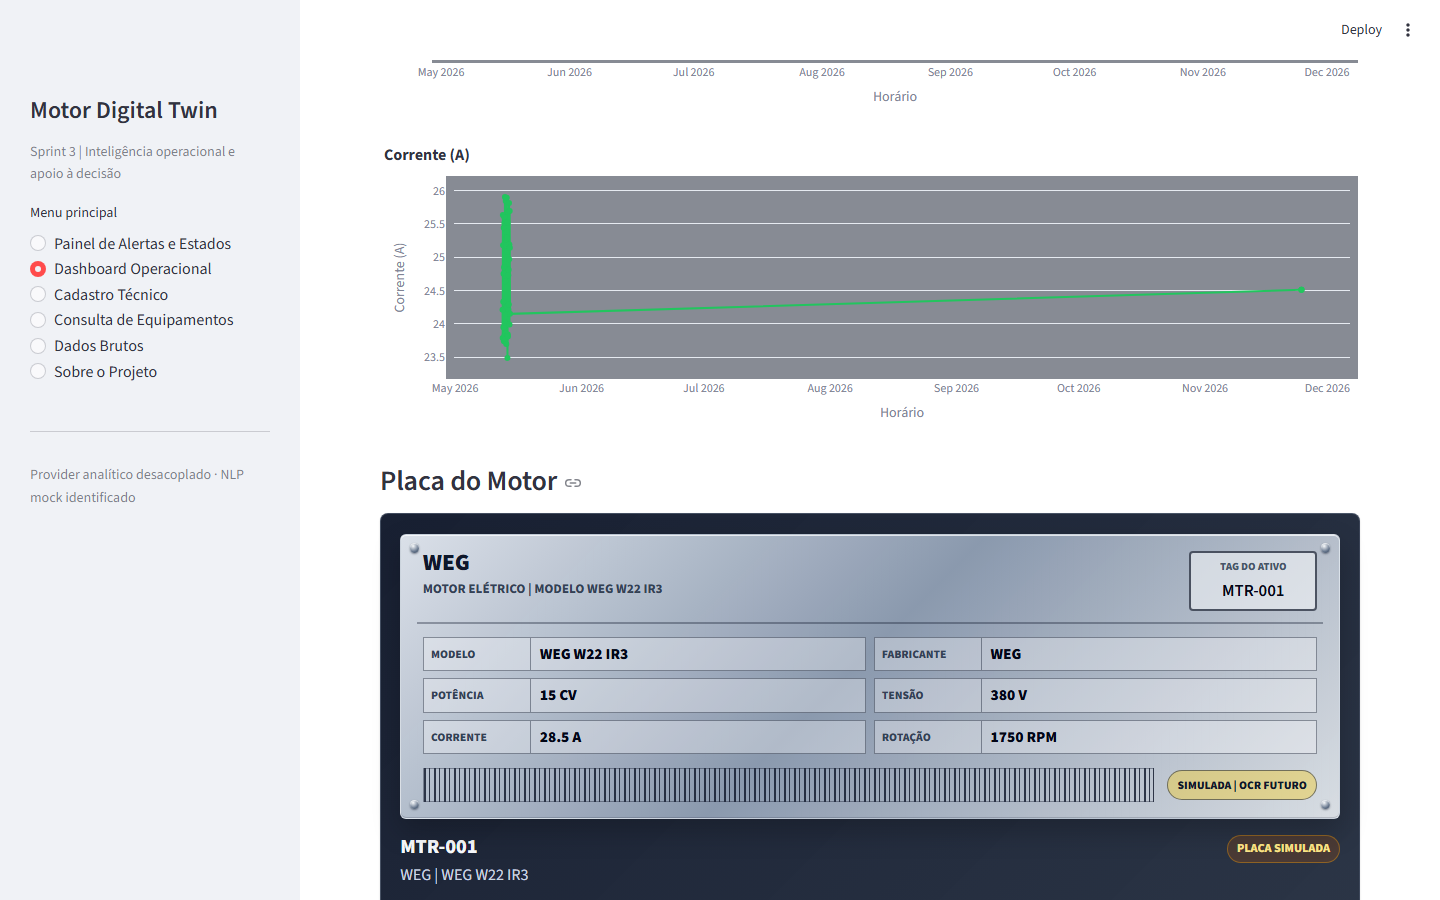 Deploy
Motor Digital Twin
Sprint 3 | Inteligência operacional e
apoio à decisão
Menu principal
Painel de Alertas e Estados
Dashboard Operacional
Cadastro Técnico
Consulta de Equipamentos
Dados Brutos
Sobre o Projeto
Provider analítico desacoplado · NLP
mock identificado
May 2026 Jun 2026 Jul 2026 Aug 2026 Sep 2026 Oct 2026 Nov 2026 Dec 2026
Horário
Corrente (A)
Corrente (A)
26
25.5
25
24.5
24
23.5
May 2026 Jun 2026 Jul 2026 Aug 2026 Sep 2026 Oct 2026 Nov 2026 Dec 2026
Horário
Placa do Motor
WEG
MOTOR ELÉTRICO | MODELO WEG W22 IR3
TAG DO ATIVO
MTR-001
MODELO WEG W22 IR3 FABRICANTE WEG
POTÊNCIA 15 CV TENSÃO 380 V
CORRENTE 28.5 A ROTAÇÃO 1750 RPM
SIMULADA | OCR FUTURO
MTR-001
PLACA SIMULADA
WEG | WEG W22 IR3